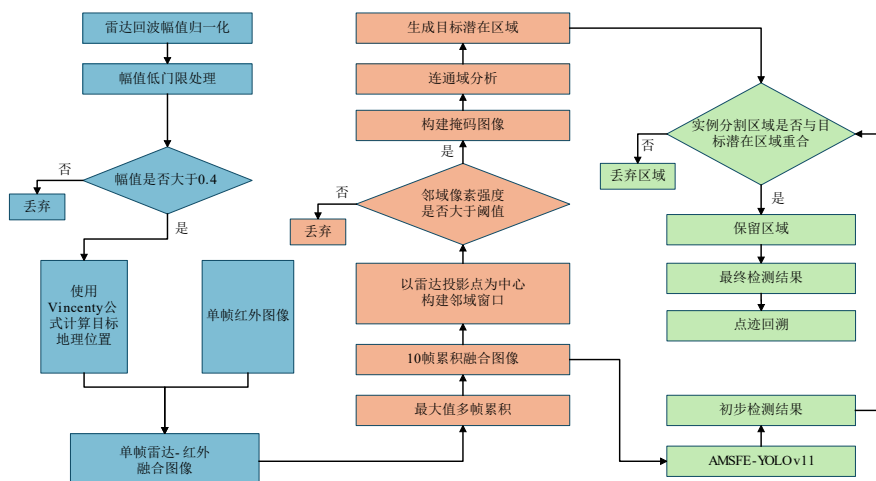 雷达回波幅值归一化
幅值低门限处理
幅值是否大于0.4
否
丢弃
是
使用
Vincenty公
式计算目标
地理位置
单帧红外图像
单帧雷达-红外
融合图像
生成目标潜在区域
连通域分析
构建掩码图像
是
邻域像素强度
是否大于阈值
否
丢弃
以雷达投影点为中心
构建邻域窗口
10帧累积融合图像
最大值多帧累积
实例分割区域是否与目
标潜在区域重合
否
丢弃区域
是
保留区域
最终检测结果
点迹回溯
初步检测结果
AMSFE-YOLOv11